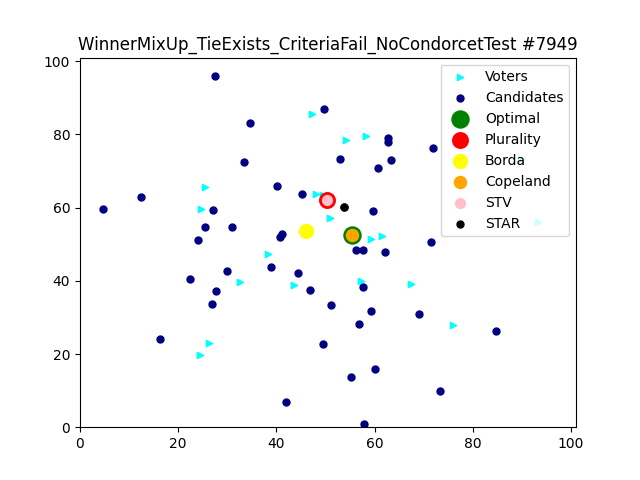 WinnerMixUp_TieExists_CriteriaFail_NoCondorcetTest #7949
100
80
60
40
20
0
0 20 40 60 80 100
Voters
Candidates
Optimal
Plurality
Borda
Copeland
STV
STAR